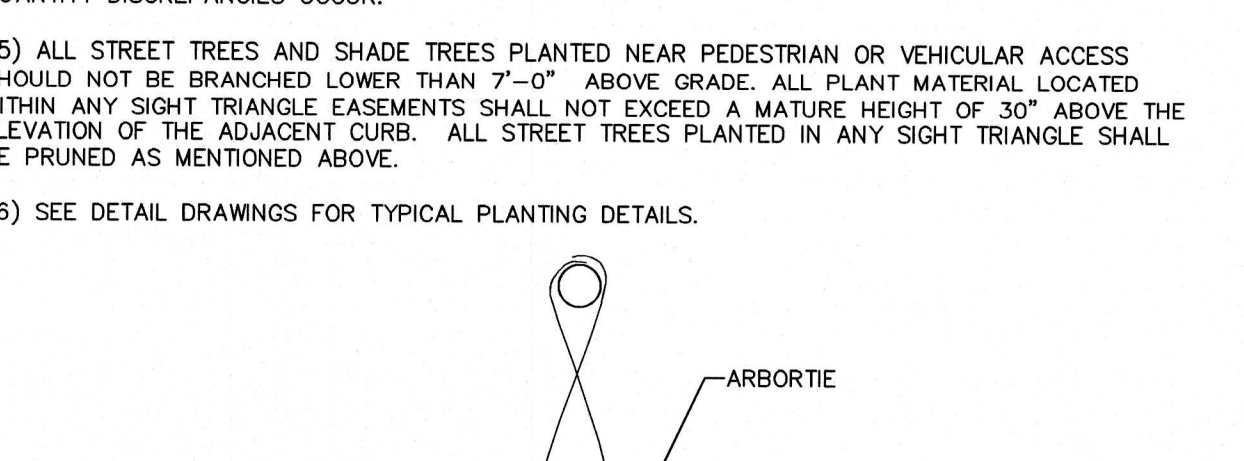 5) ALL STREET TREES AND SHADE TREES PLANTED NEAR PEDESTRIAN OR VEHICULAR ACCESS
HOULD NOT BE BRANCHED LOWER THAN 7'-0" ABOVE GRADE. ALL PLANT MATERIAL LOCATED
ITHIN ANY SIGHT TRIANGLE EASEMENTS SHALL NOT EXCEED A MATURE HEIGHT OF 30" ABOVE THE
LEVATION OF THE ADJACENT CURB. ALL STREET TREES PLANTED IN ANY SIGHT TRIANGLE SHALL
E PRUNED AS MENTIONED ABOVE.
6) SEE DETAIL DRAWINGS FOR TYPICAL PLANTING DETAILS.
ARBORTIE